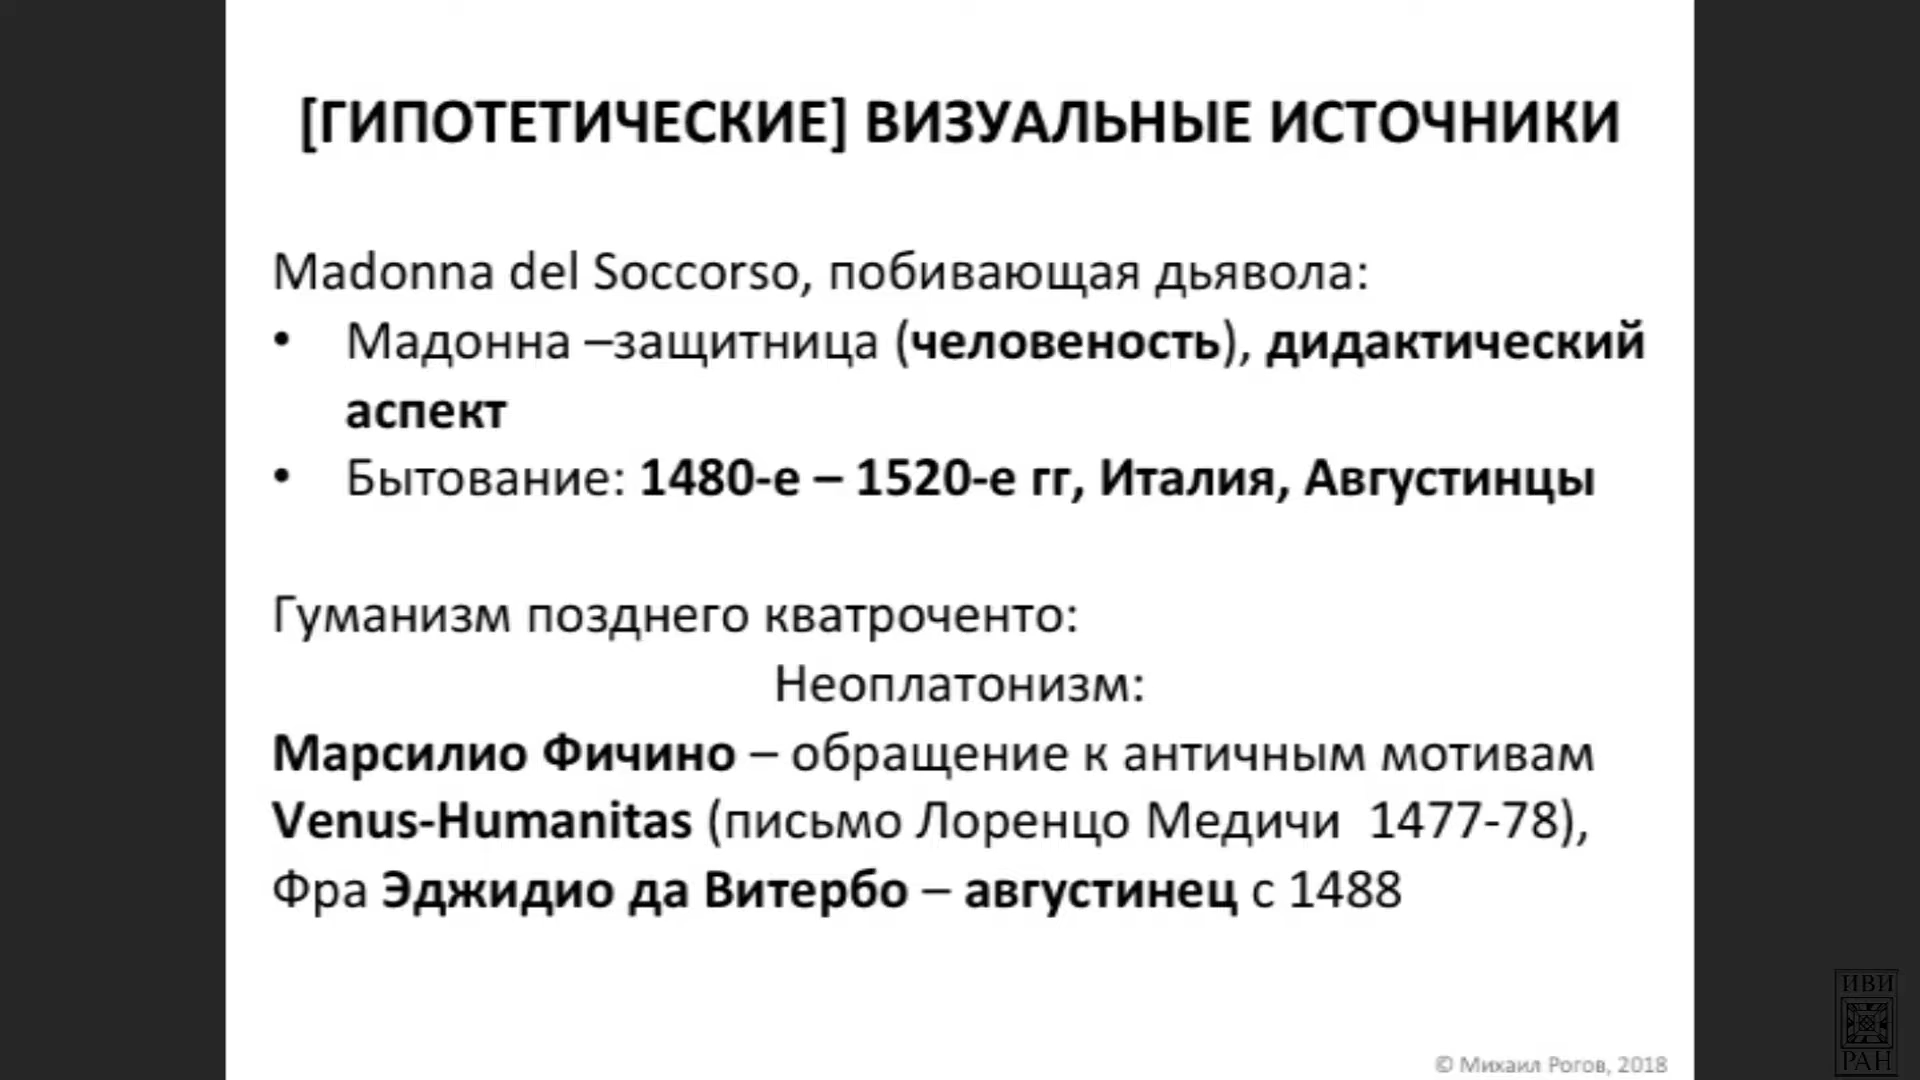 [ГИПОТЕТИЧЕСКИЕ] ВИЗУАЛЬНЫЕ ИСТОЧНИКИ
Madonna del Soccorso, побивающая дьявола:
• Мадонна –защитница (человеность), дидактический
аспект
• Бытование: 1480-е – 1520-е гг, Италия, Августинцы
Гуманизм позднего кватроченто:
Неоплатонизм:
Марсилио Фичино – обращение к античным мотивам
Venus-Humanitas (письмо Лоренцо Медичи 1477-78),
Фра Эджидио да Витербо – августинец с 1488
© Михаил Рогов, 2018
ИВИ
РАН